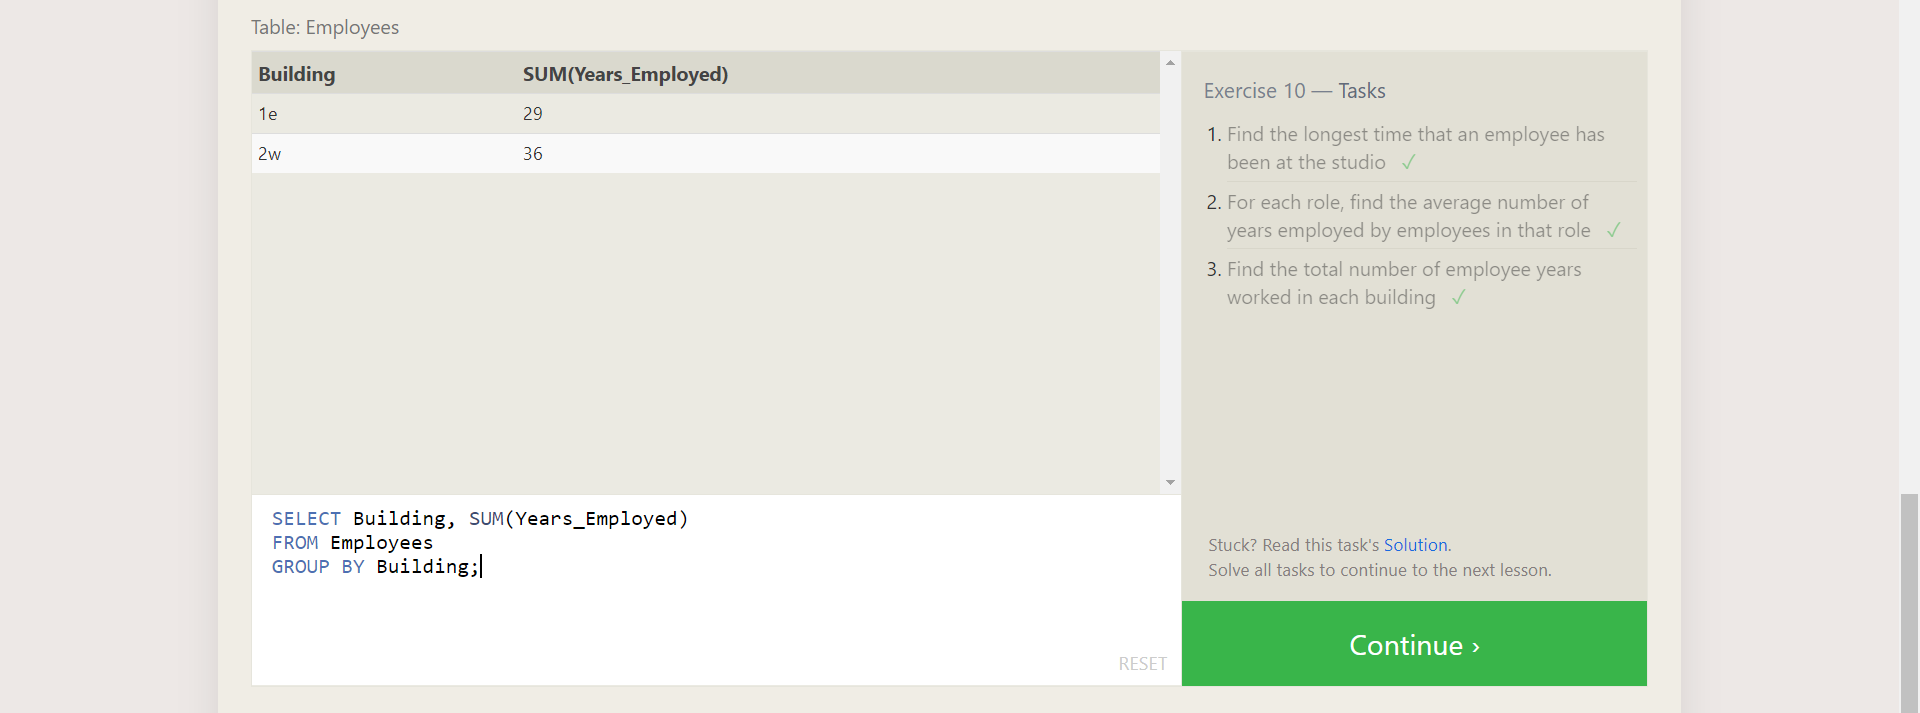 Table: Employees
Building SUM(Years_Employed)
1e 29
2w 36
SELECT Building, SUM(Years_Employed)
FROM Employees
GROUP BY Building;
RESET
Exercise 10 — Tasks
1. Find the longest time that an employee has
been at the studio ✓
2. For each role, find the average number of
years employed by employees in that role ✓
3. Find the total number of employee years
worked in each building ✓
Stuck? Read this task's Solution.
Solve all tasks to continue to the next lesson.
Continue ›